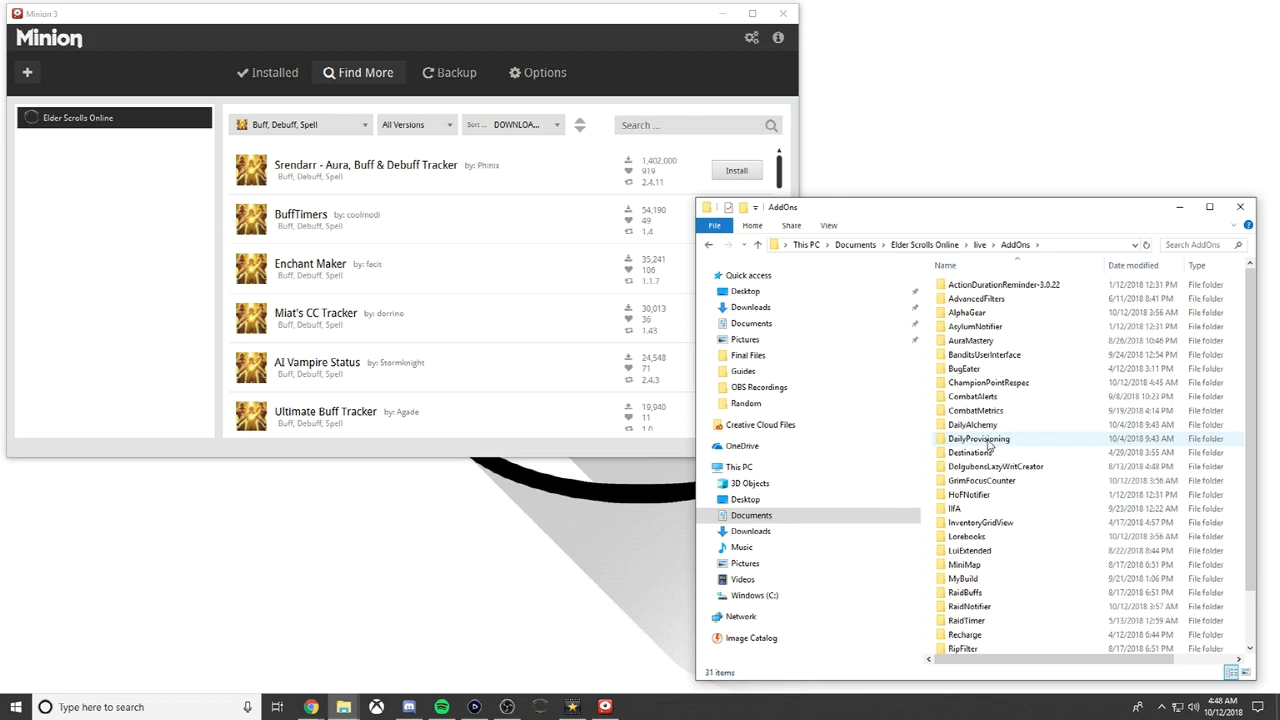 Minion 3
Minion
Installed
Find More
Backup
Options
Elder Scrolls Online
Buff, Debuff, Spell
All Versions
Sort ... DOWNLOA...
Search ...
Srendarr - Aura, Buff & Debuff Tracker by: Phinix
Buff, Debuff, Spell
1,402,000
919
2.4.11
Install
BuffTimers by: coolmodi
Buff, Debuff, Spell
54,190
49
1.4
Enchant Maker by: facit
Buff, Debuff, Spell
35,241
106
1.1.7
Miat's CC Tracker by: dorrino
Buff, Debuff, Spell
30,013
36
1.43
AI Vampire Status by: Stormknight
Buff, Debuff, Spell
24,548
71
2.4.3
Ultimate Buff Tracker by: Agade
Buff, Debuff, Spell
19,940
11
1.0
AddOns
File Home Share View
This PC > Documents > Elder Scrolls Online > live > AddOns >
Search AddOns
Quick access
Desktop
Downloads
Documents
Pictures
Final Files
Guides
OBS Recordings
Random
Creative Cloud Files
OneDrive
This PC
3D Objects
Desktop
Documents
Downloads
Music
Pictures
Videos
Windows (C:)
Network
Image Catalog
Name Date modified Type
ActionDurationReminder-3.0.22 1/12/2018 12:31 PM File folder
AdvancedFilters 6/11/2018 8:41 PM File folder
AlphaGear 10/12/2018 3:56 AM File folder
AsylumNotifier 1/12/2018 12:31 PM File folder
AuraMastery 8/26/2018 10:46 PM File folder
BanditsUserInterface 9/24/2018 12:54 PM File folder
BugEater 4/12/2018 3:11 PM File folder
ChampionPointRespec 10/12/2018 4:45 AM File folder
CombatAlerts 9/8/2018 10:23 PM File folder
CombatMetrics 9/19/2018 4:14 PM File folder
DailyAlchemy 10/4/2018 9:43 AM File folder
DailyProvisioning 10/4/2018 9:43 AM File folder
Destinations 4/29/2018 3:55 AM File folder
DolgubonsLazyWritCreator 8/13/2018 4:48 PM File folder
GrimFocusCounter 10/12/2018 3:56 AM File folder
HoFNotifier 1/12/2018 12:31 PM File folder
IIfA 9/23/2018 12:22 AM File folder
InventoryGridView 4/17/2018 4:57 PM File folder
Lorebooks 10/12/2018 3:56 AM File folder
LuiExtended 8/22/2018 8:44 PM File folder
MiniMap 8/17/2018 6:51 PM File folder
MyBuild 9/21/2018 1:06 PM File folder
RaidBuffs 8/17/2018 6:51 PM File folder
RaidNotifier 10/12/2018 3:57 AM File folder
RaidTimer 5/13/2018 12:59 AM File folder
Recharge 4/12/2018 6:44 PM File folder
RipFilter 8/17/2018 6:51 PM File folder
31 items
Type here to search
4:48 AM
10/12/2018